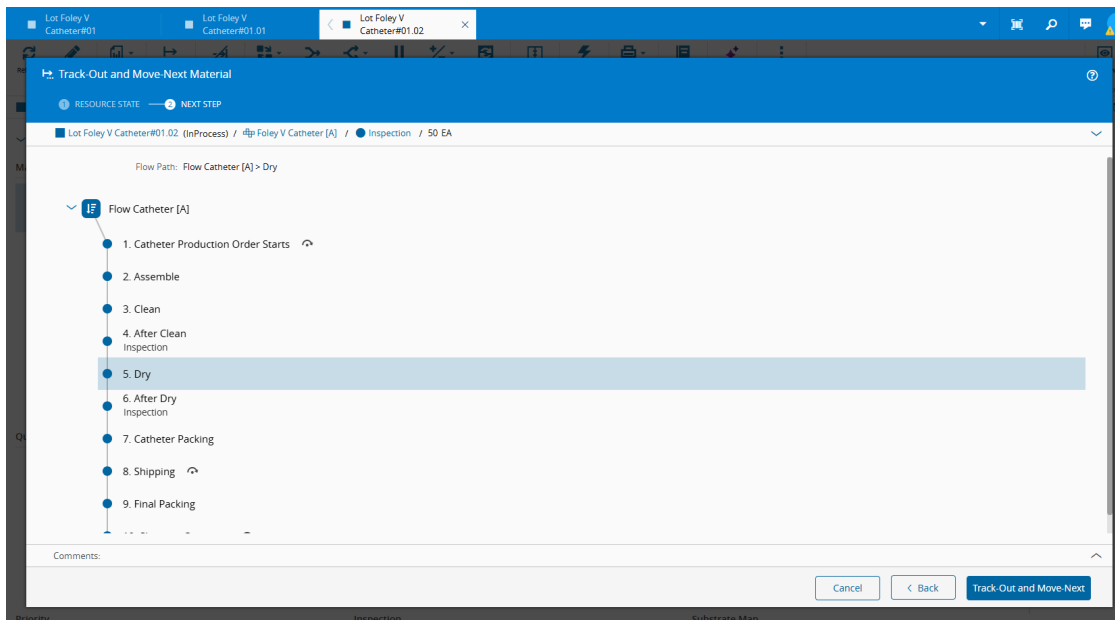 Lot Foley V
Catheter#01
Lot Foley V
Catheter#01.01
Lot Foley V
Catheter#01.02
Track-Out and Move-Next Material
1 RESOURCE STATE
2 NEXT STEP
Lot Foley V Catheter#01.02 (InProcess) / Foley V Catheter [A] / Inspection / 50 EA
Flow Path: Flow Catheter [A] > Dry
Flow Catheter [A]
1. Catheter Production Order Starts
2. Assemble
3. Clean
4. After Clean
Inspection
5. Dry
6. After Dry
Inspection
7. Catheter Packing
8. Shipping
9. Final Packing
Comments:
Cancel
Back
Track-Out and Move-Next
Priority
Inspection
Substrate Map